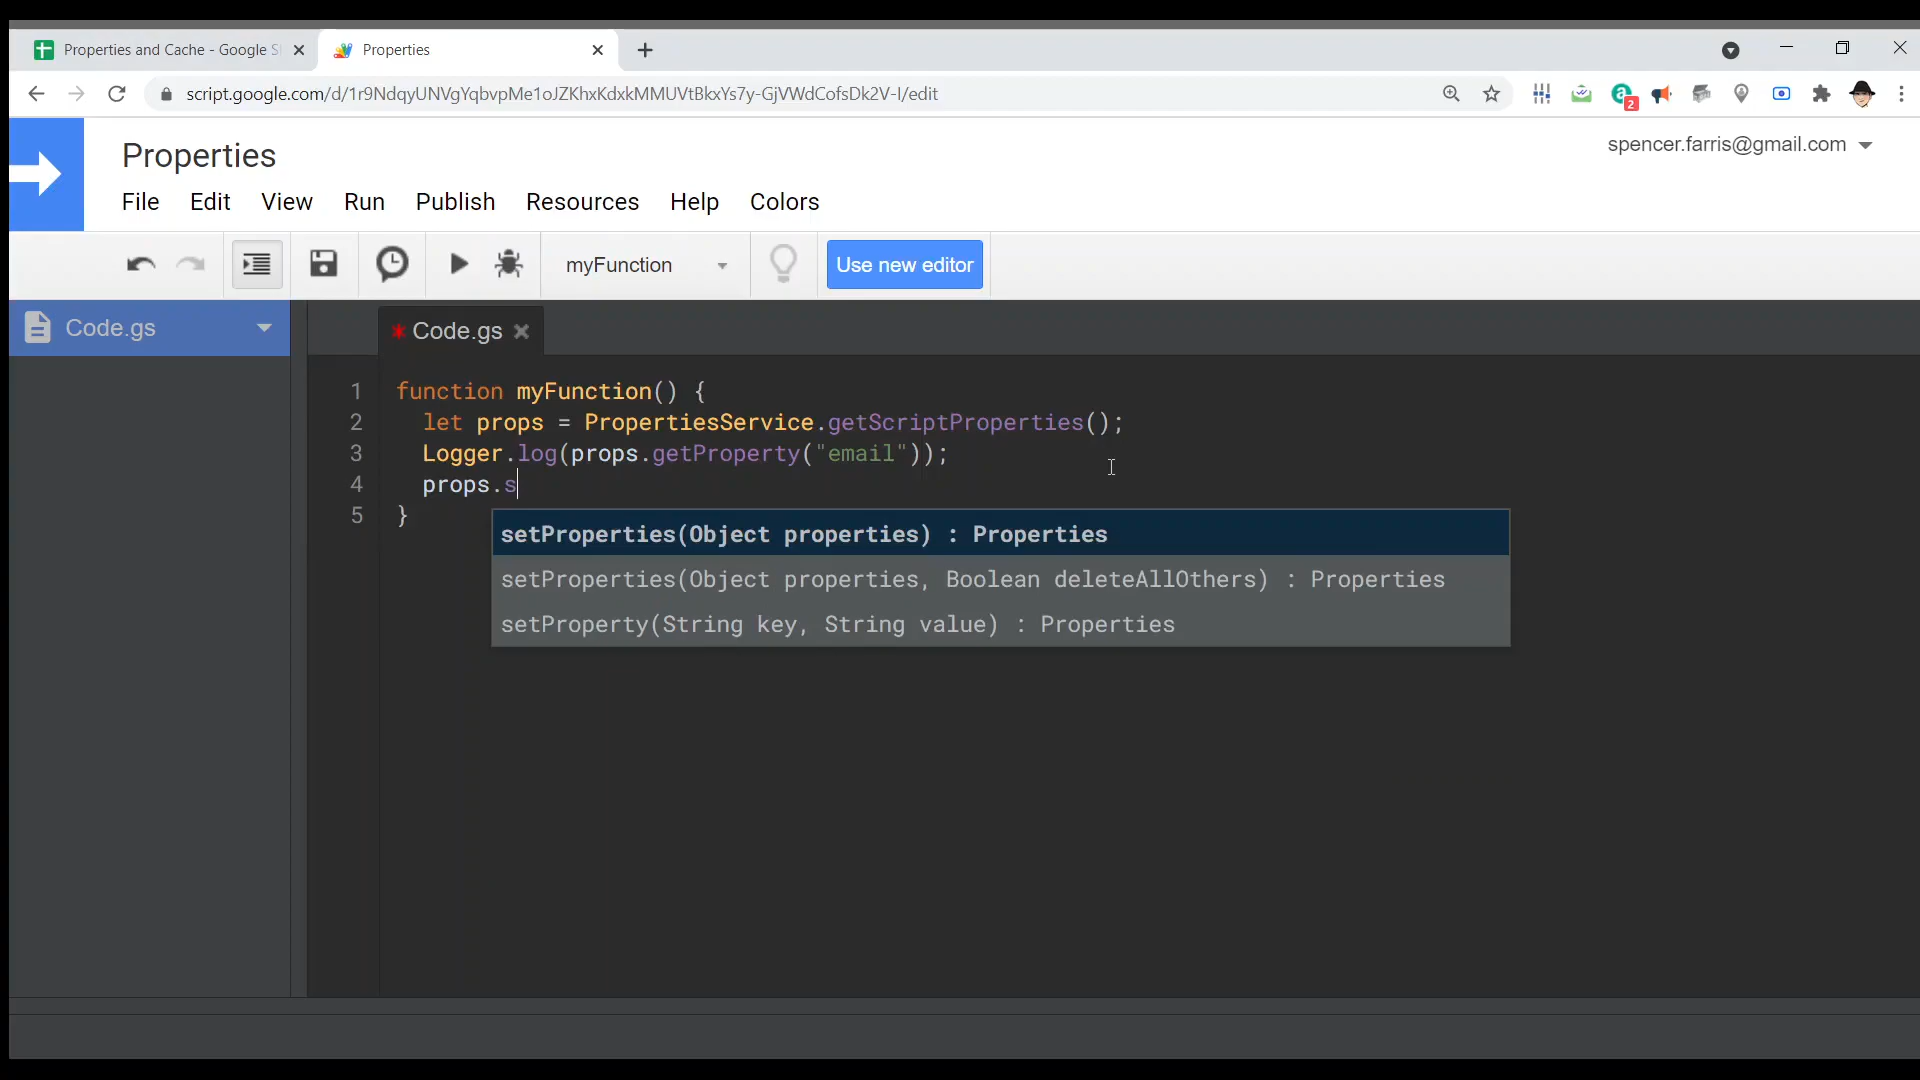 Properties and Cache - Google S
Properties
script.google.com/d/1r9NdqyUNVgYqbvpMe1oJZKhxKdxkMMUVtBkxYs7y-GjVWdCofsDk2V-I/edit
2
Properties
spencer.farris@gmail.com
File Edit View Run Publish Resources Help Colors
myFunction
Use new editor
Code.gs
* Code.gs
1 function myFunction() {
2 let props = PropertiesService.getScriptProperties();
3 Logger.log(props.getProperty("email"));
4 props.s
5 }
setProperties(Object properties) : Properties
setProperties(Object properties, Boolean deleteAllOthers) : Properties
setProperty(String key, String value) : Properties